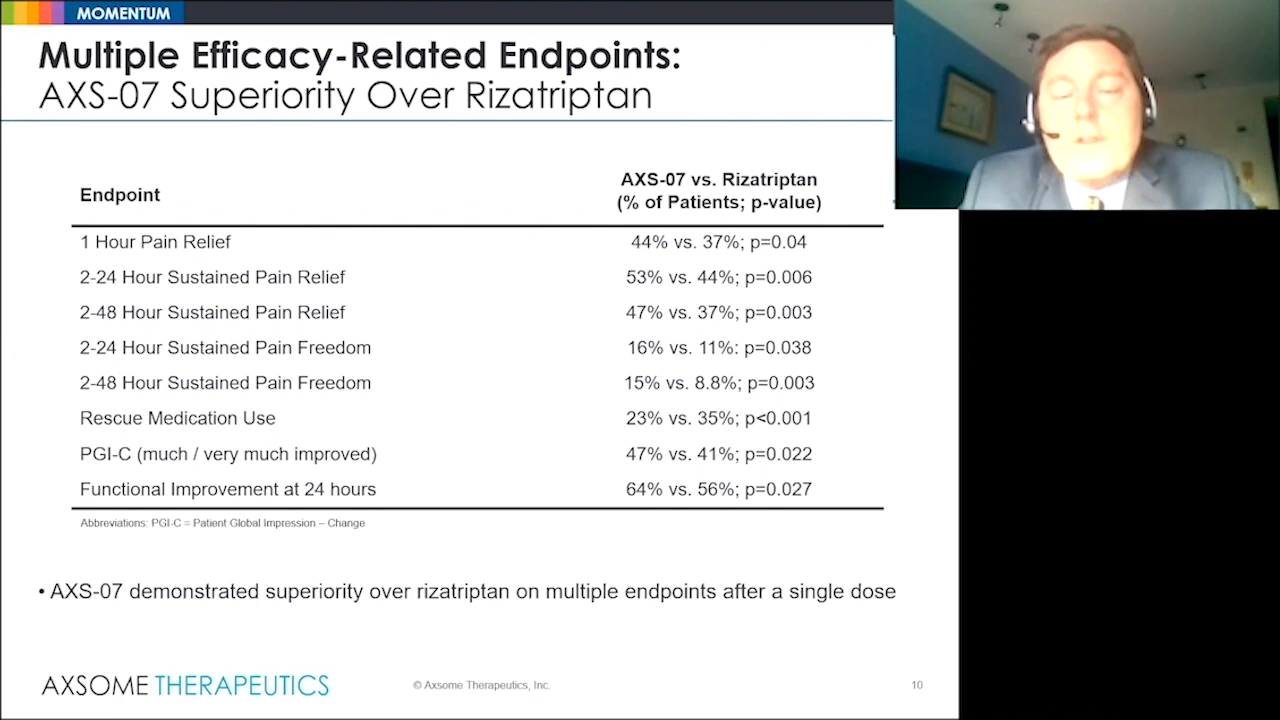 MOMENTUM
Multiple Efficacy-Related Endpoints:
AXS-07 Superiority Over Rizatriptan
Endpoint
AXS-07 vs. Rizatriptan
(% of Patients; p-value)
1 Hour Pain Relief 44% vs. 37%; p=0.04
2-24 Hour Sustained Pain Relief 53% vs. 44%; p=0.006
2-48 Hour Sustained Pain Relief 47% vs. 37%; p=0.003
2-24 Hour Sustained Pain Freedom 16% vs. 11%: p=0.038
2-48 Hour Sustained Pain Freedom 15% vs. 8.8%; p=0.003
Rescue Medication Use 23% vs. 35%; p<0.001
PGI-C (much / very much improved) 47% vs. 41%; p=0.022
Functional Improvement at 24 hours 64% vs. 56%; p=0.027
Abbreviations: PGI-C = Patient Global Impression – Change
• AXS-07 demonstrated superiority over rizatriptan on multiple endpoints after a single dose
AXSOME THERAPEUTICS © Axsome Therapeutics, Inc. 10